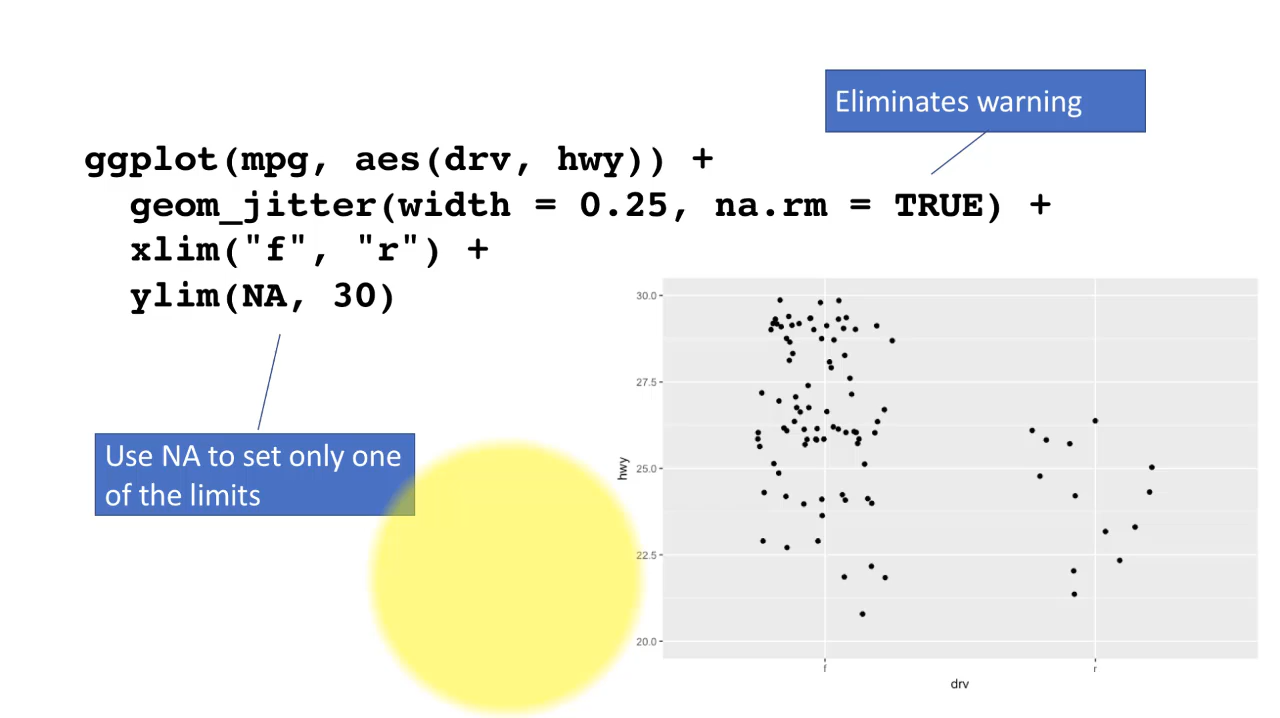 Eliminates warning
ggplot(mpg, aes(drv, hwy)) +
geom_jitter(width = 0.25, na.rm = TRUE) +
xlim("f", "r") +
ylim(NA, 30)
Use NA to set only one
of the limits
30.0
27.5
25.0
22.5
20.0
hwy
f
r
drv